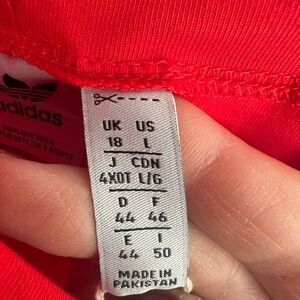 adidas
UK US
18 L
J CDN
4XOT L/G
D F
44 46
E I
44 50
MADE IN
PAKISTAN